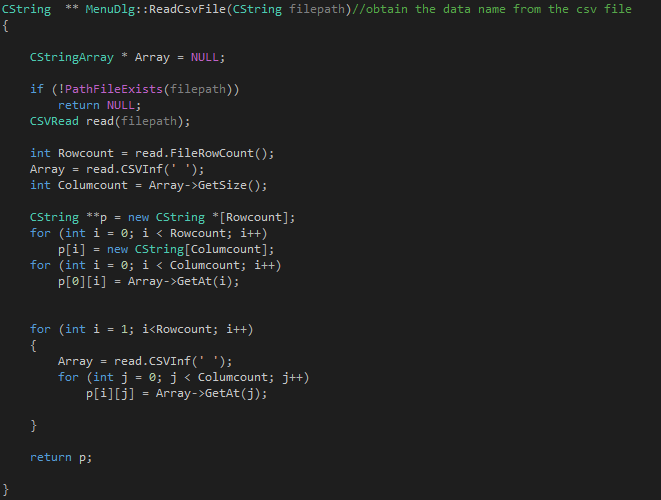 CString  ** MenuDlg::ReadCsvFile(CString filepath)//obtain the data name from the csv file
{
    CStringArray * Array = NULL;
    if (!PathFileExists(filepath))
        return NULL;
    CSVRead read(filepath);
    int Rowcount = read.FileRowCount();
    Array = read.CSVInf(' ');
    int Columcount = Array->GetSize();
    CString **p = new CString *[Rowcount];
    for (int i = 0; i < Rowcount; i++)
        p[i] = new CString[Columcount];
    for (int i = 0; i < Columcount; i++)
        p[0][i] = Array->GetAt(i);
    for (int i = 1; i<Rowcount; i++)
    {
        Array = read.CSVInf(' ');
        for (int j = 0; j < Columcount; j++)
            p[i][j] = Array->GetAt(j);
    }
    return p;
}